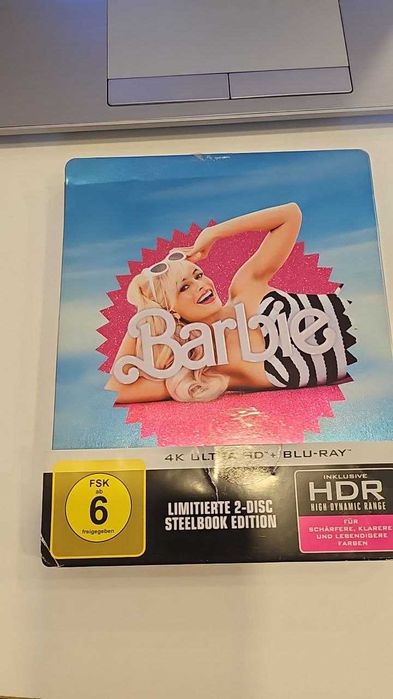 Barbie
4K ULTRA HD + BLU-RAY™
FSK
ab
6
freigegeben
LIMITIERTE 2-DISC
STEELBOOK EDITION
INKLUSIVE
HDR
HIGH-DYNAMIC RANGE
FÜR
SCHÄRFERE, KLARERE
UND LEBENDIGERE
FARBEN